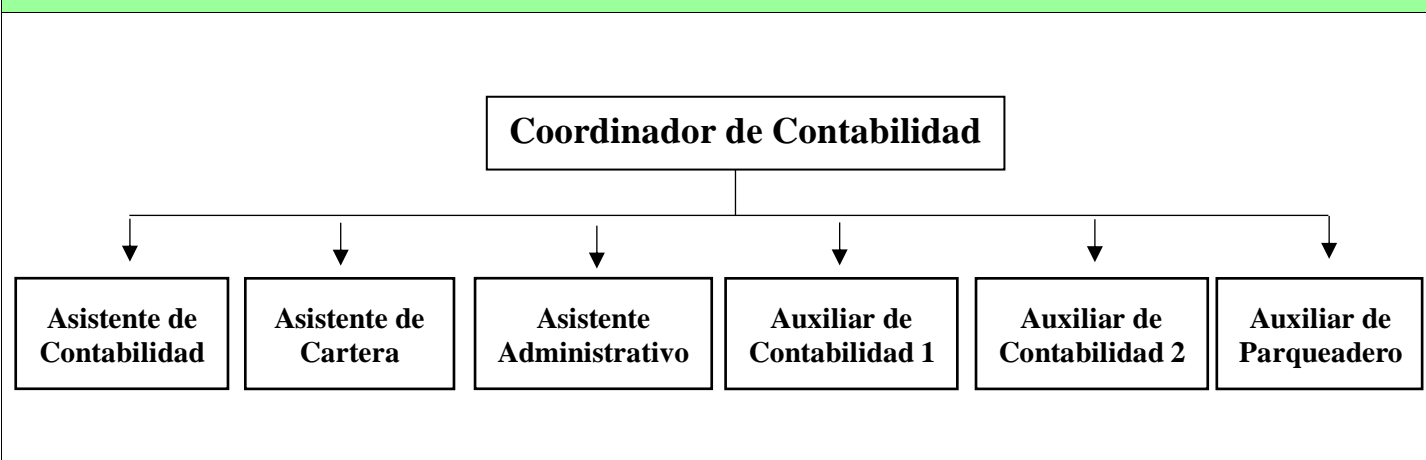 Coordinador de Contabilidad
Asistente de
Contabilidad
Asistente de
Cartera
Asistente
Administrativo
Auxiliar de
Contabilidad 1
Auxiliar de
Contabilidad 2
Auxiliar de
Parqueadero